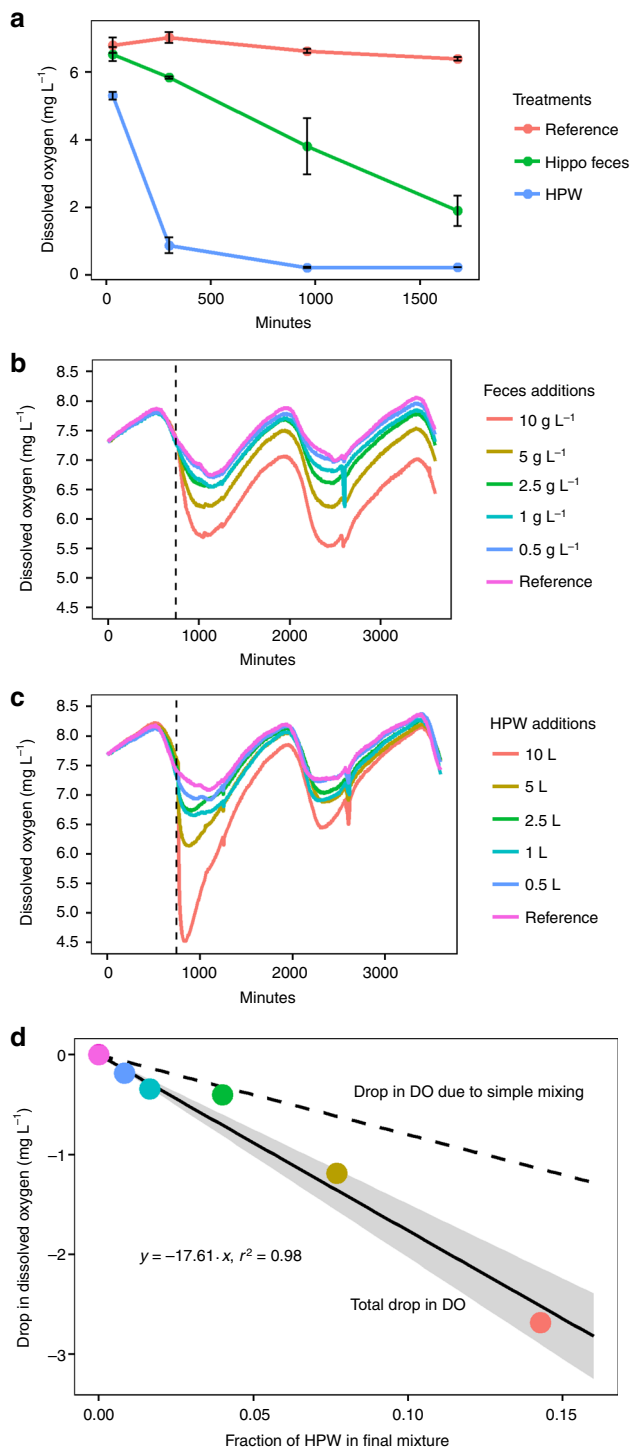 a
Dissolved oxygen (mg L⁻¹)
6
4
2
0
0
500
1000
1500
Minutes
Treatments
Reference
Hippo feces
HPW
b
Dissolved oxygen (mg L⁻¹)
8.5
8.0
7.5
7.0
6.5
6.0
5.5
5.0
4.5
0
1000
2000
3000
Minutes
Feces additions
10 g L⁻¹
5 g L⁻¹
2.5 g L⁻¹
1 g L⁻¹
0.5 g L⁻¹
Reference
c
Dissolved oxygen (mg L⁻¹)
8.5
8.0
7.5
7.0
6.5
6.0
5.5
5.0
4.5
0
1000
2000
3000
Minutes
HPW additions
10 L
5 L
2.5 L
1 L
0.5 L
Reference
d
Drop in dissolved oxygen (mg L⁻¹)
0
−1
−2
−3
Drop in DO due to simple mixing
y = −17.61· x, r² = 0.98
Total drop in DO
0.00
0.05
0.10
0.15
Fraction of HPW in final mixture